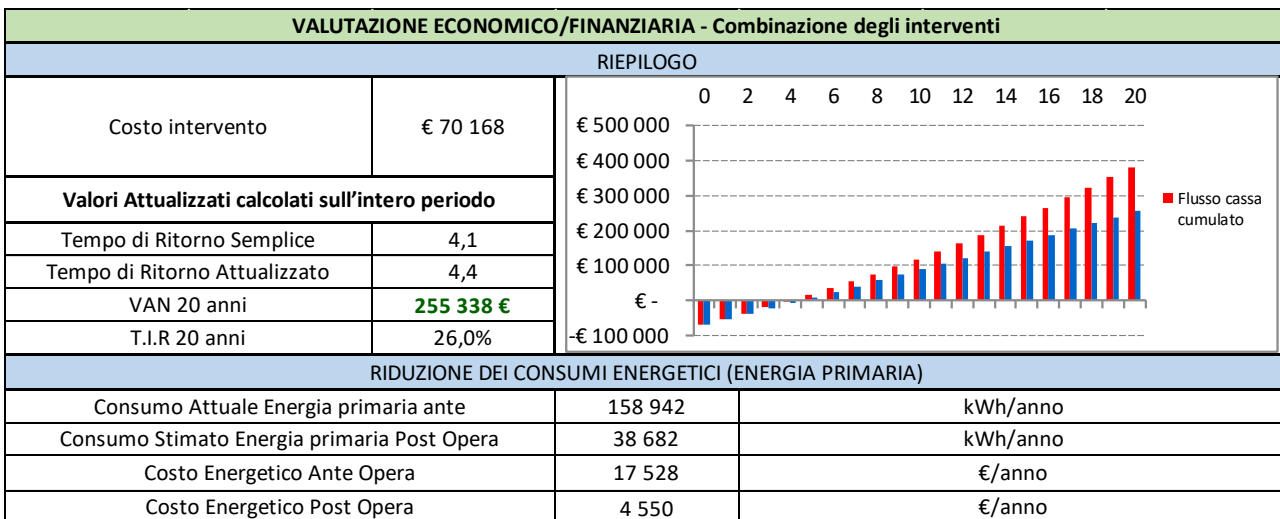 VALUTAZIONE ECONOMICO/FINANZIARIA - Combinazione degli interventi
RIEPILOGO
Costo intervento € 70 168
Valori Attualizzati calcolati sull'intero periodo
Tempo di Ritorno Semplice 4,1
Tempo di Ritorno Attualizzato 4,4
VAN 20 anni 255 338 €
T.I.R 20 anni 26,0%
0 2 4 6 8 10 12 14 16 18 20
€ 500 000
€ 400 000
€ 300 000
€ 200 000
€ 100 000
€ -
-€ 100 000
Flusso cassa
cumulato
RIDUZIONE DEI CONSUMI ENERGETICI (ENERGIA PRIMARIA)
Consumo Attuale Energia primaria ante 158 942 kWh/anno
Consumo Stimato Energia primaria Post Opera 38 682 kWh/anno
Costo Energetico Ante Opera 17 528 €/anno
Costo Energetico Post Opera 4 550 €/anno